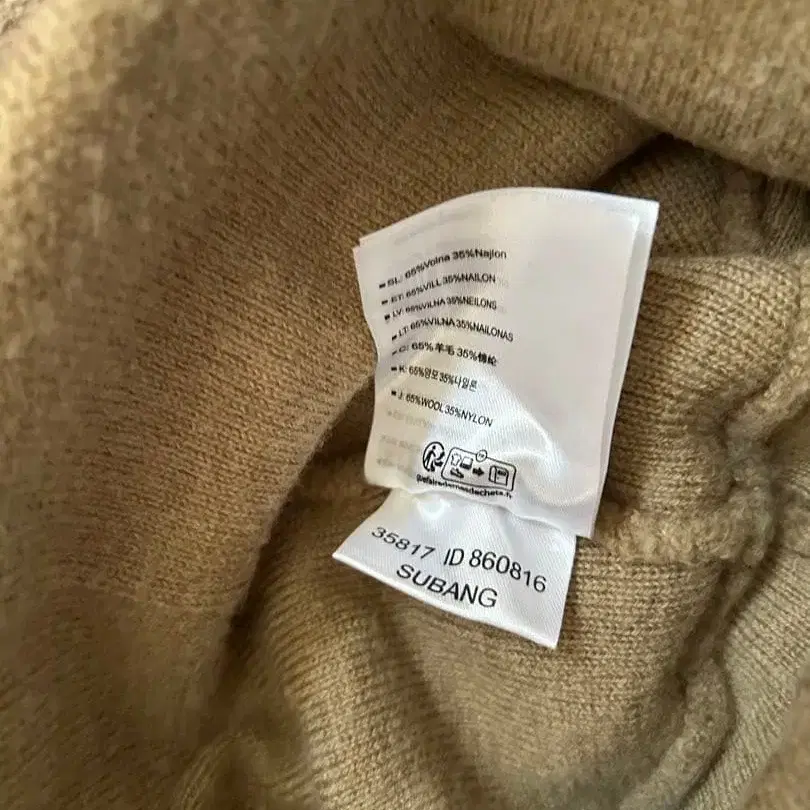 SL: 65%Volna 35%Najlon
ET: 65%VILL 35%NAILON
LV: 65%VILNA 35%NEILONS
LT: 65%VILNA 35%NAILONAS
C: 65%羊毛 35%锦纶
K: 65%양모 35%나일론
J: 65%WOOL 35%NYLON
quefairedemesdechets.fr
35817 ID 860816
SUBANG